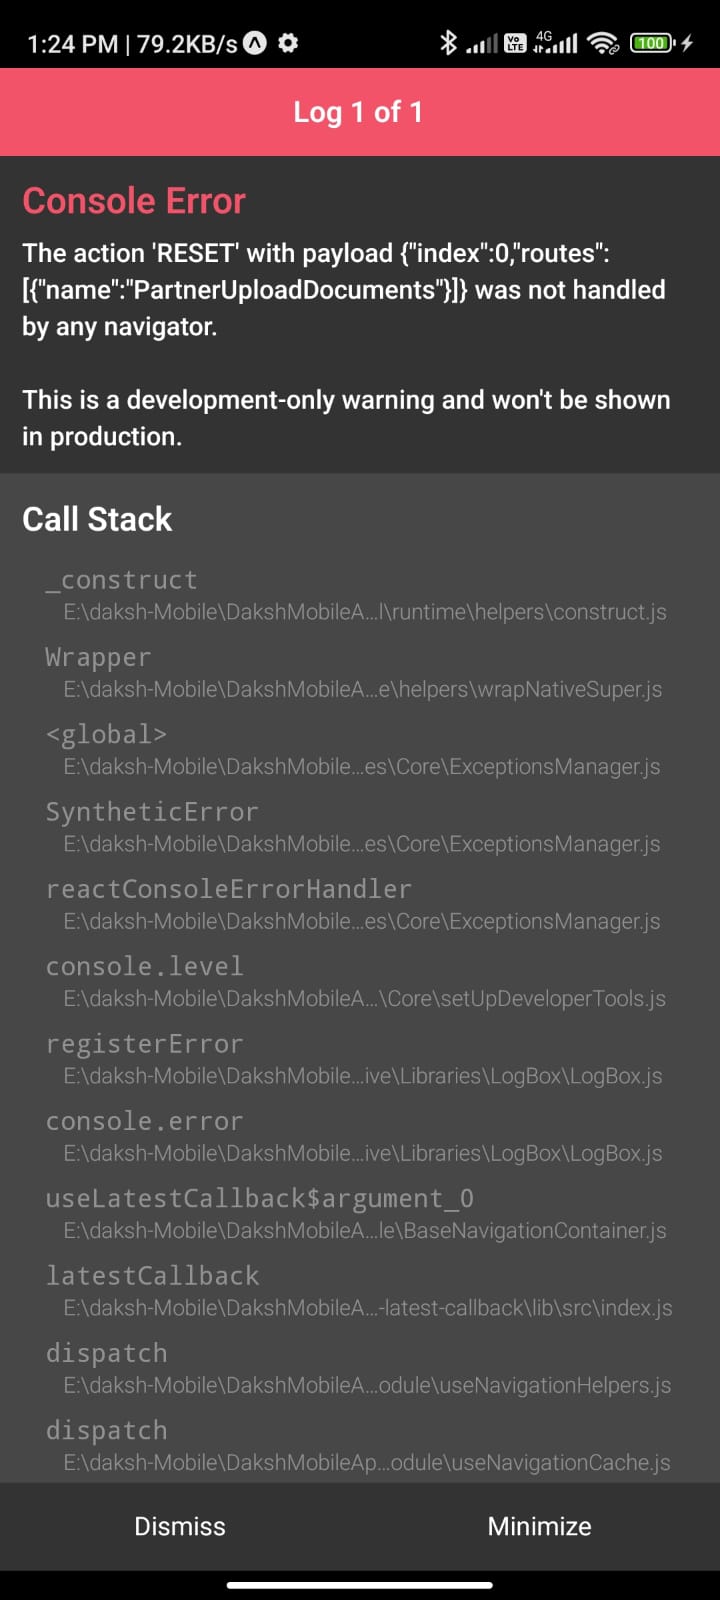 1:24 PM | 79.2KB/s
Vo LTE 4G 100
Log 1 of 1
Console Error
The action 'RESET' with payload {"index":0,"routes":
[{"name":"PartnerUploadDocuments"}]} was not handled
by any navigator.
This is a development-only warning and won't be shown
in production.
Call Stack
_construct
E:\daksh-Mobile\DakshMobileA...l\runtime\helpers\construct.js
Wrapper
E:\daksh-Mobile\DakshMobileA...e\helpers\wrapNativeSuper.js
<global>
E:\daksh-Mobile\DakshMobile...es\Core\ExceptionsManager.js
SyntheticError
E:\daksh-Mobile\DakshMobile...es\Core\ExceptionsManager.js
reactConsoleErrorHandler
E:\daksh-Mobile\DakshMobile...es\Core\ExceptionsManager.js
console.level
E:\daksh-Mobile\DakshMobileA...\Core\setUpDeveloperTools.js
registerError
E:\daksh-Mobile\DakshMobile...ive\Libraries\LogBox\LogBox.js
console.error
E:\daksh-Mobile\DakshMobile...ive\Libraries\LogBox\LogBox.js
useLatestCallback$argument_0
E:\daksh-Mobile\DakshMobileA...le\BaseNavigationContainer.js
latestCallback
E:\daksh-Mobile\DakshMobileA...-latest-callback\lib\src\index.js
dispatch
E:\daksh-Mobile\DakshMobileA...odule\useNavigationHelpers.js
dispatch
E:\daksh-Mobile\DakshMobileAp...odule\useNavigationCache.js
Dismiss Minimize